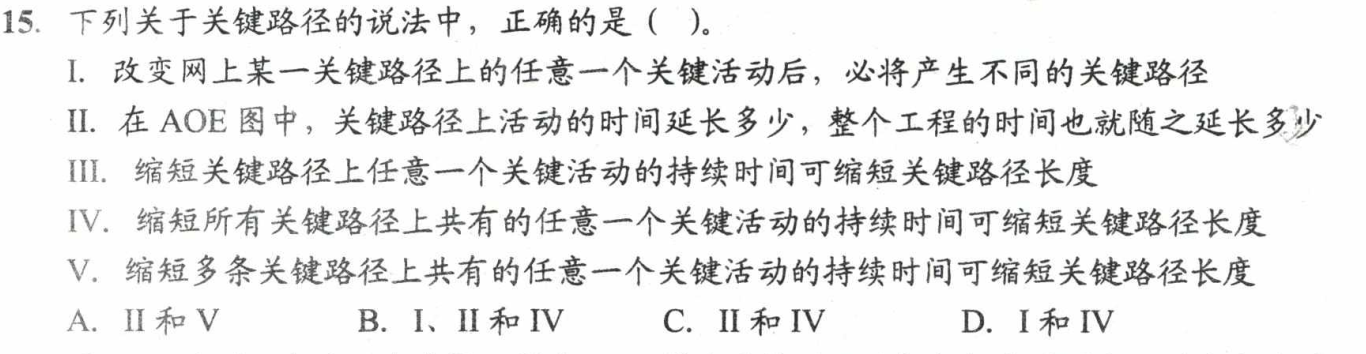 15. 下列关于关键路径的说法中，正确的是（ ）。
I. 改变网上某一关键路径上的任意一个关键活动后，必将产生不同的关键路径
II. 在 AOE 图中，关键路径上活动的时间延长多少，整个工程的时间也就随之延长多少
III. 缩短关键路径上任意一个关键活动的持续时间可缩短关键路径长度
IV. 缩短所有关键路径上共有的任意一个关键活动的持续时间可缩短关键路径长度
V. 缩短多条关键路径上共有的任意一个关键活动的持续时间可缩短关键路径长度
A. II 和 V B. I、II 和 IV C. II 和 IV D. I 和 IV